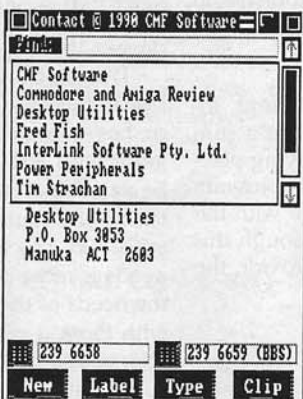 Contact © 1990 CMF Software
Find:
CMF Software
Commodore and Amiga Review
Desktop Utilities
Fred Fish
InterLink Software Pty. Ltd.
Power Peripherals
Tim Strachan
Desktop Utilities
P.O. Box 3053
Manuka ACT 2603
239 6658
239 6659 (BBS)
New Label Type Clip